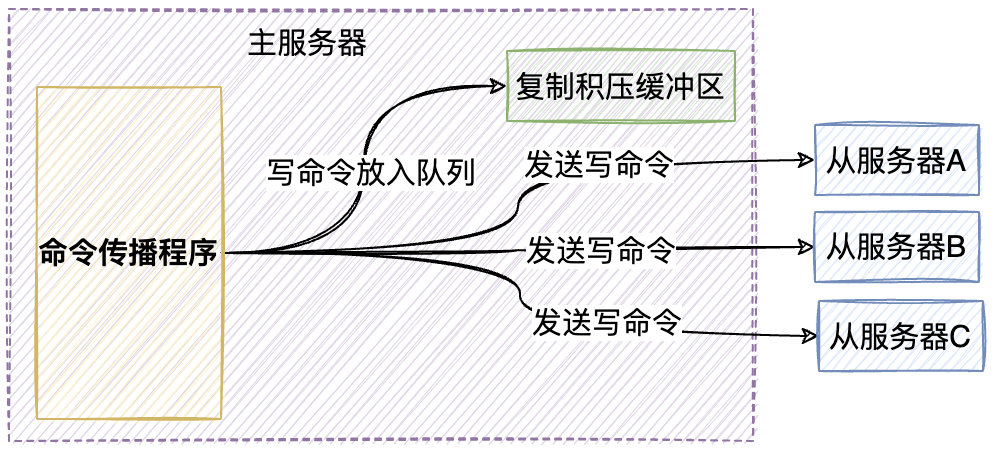 主服务器
复制积压缓冲区
写命令放入队列
发送写命令
从服务器A
命令传播程序
发送写命令
从服务器B
发送写命令
从服务器C